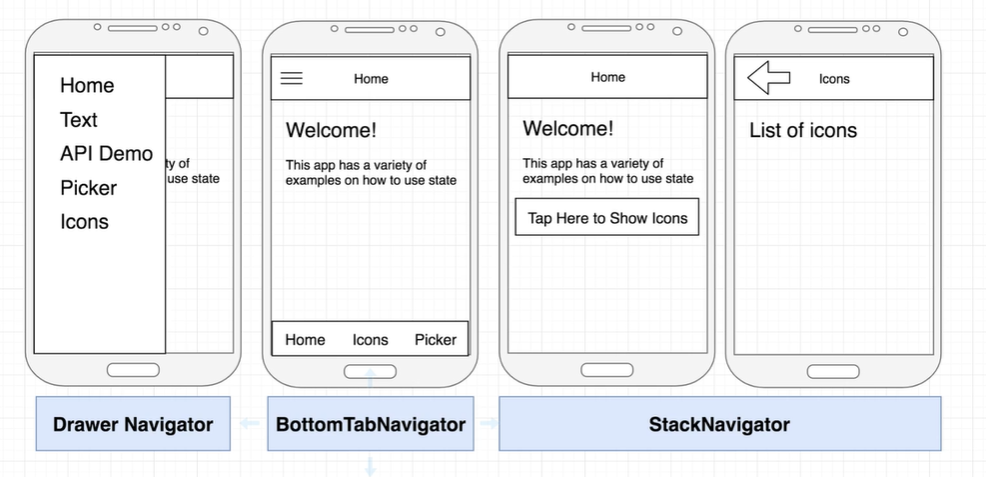 Home
Text
API Demo
Picker
Icons
ty of
use state
Drawer Navigator
Home
Welcome!
This app has a variety of
examples on how to use state
Home Icons Picker
BottomTabNavigator
Home
Welcome!
This app has a variety of
examples on how to use state
Tap Here to Show Icons
Icons
List of icons
StackNavigator